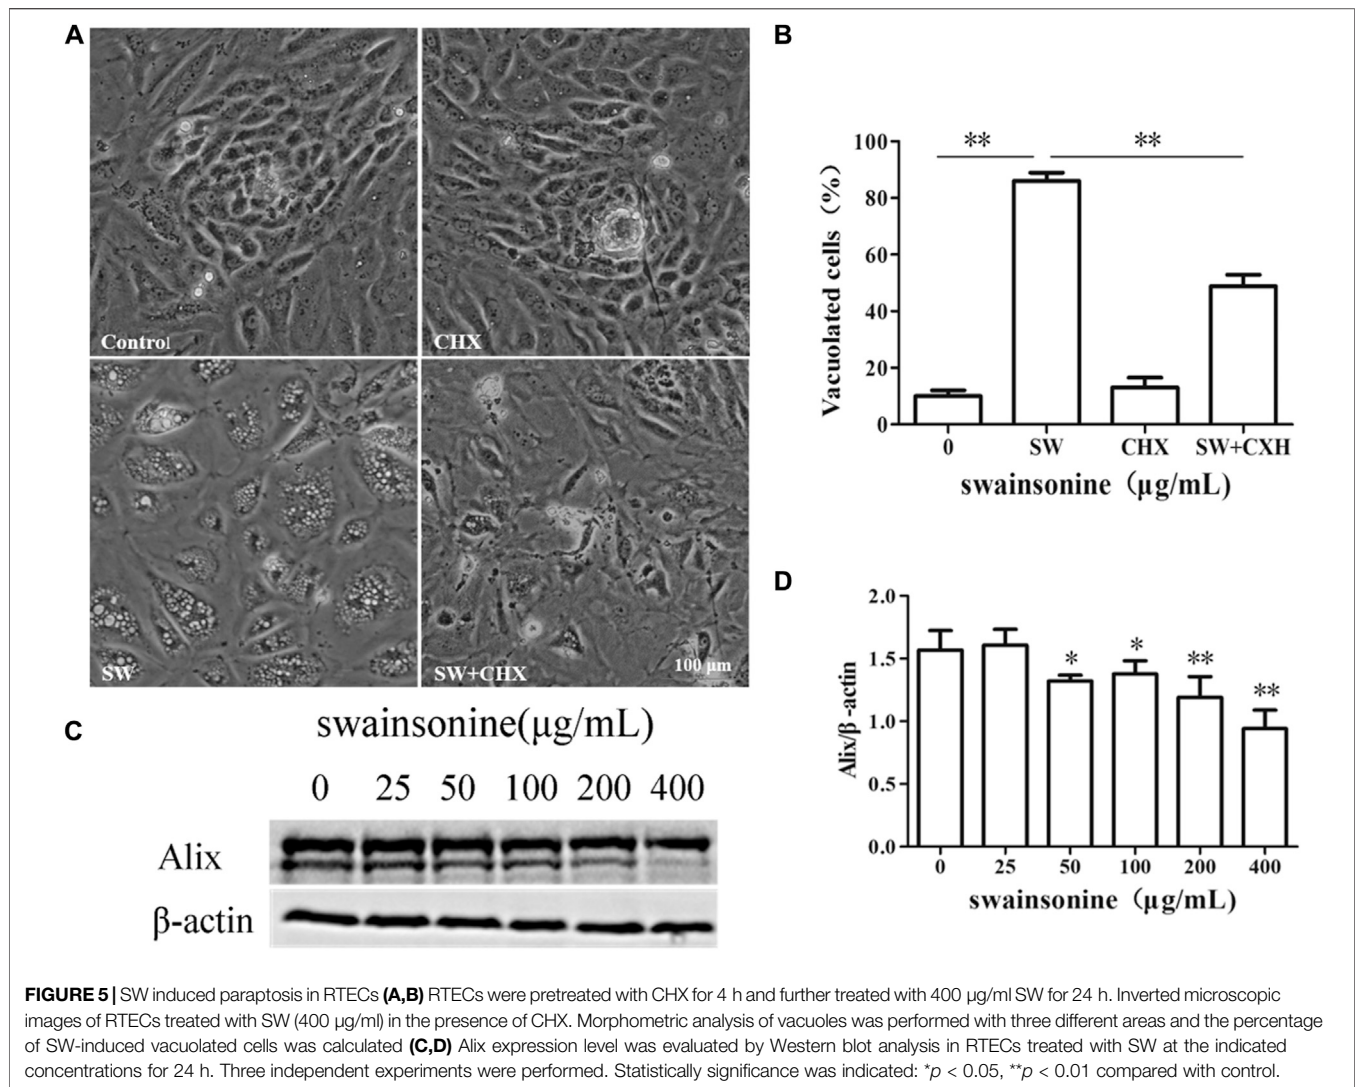 A
Control
CHX
SW
SW+CHX
100 μm
B
**
**
Vacuolated cells (%)
100
80
60
40
20
0
0 SW CHX SW+CXH
swainsonine (μg/mL)
C
swainsonine(μg/mL)
0 25 50 100 200 400
Alix
β-actin
D
Alix/β -actin
2.0
1.5
1.0
0.5
0.0
*
*
**
**
0 25 50 100 200 400
swainsonine (μg/mL)
FIGURE 5 | SW induced paraptosis in RTECs (A,B) RTECs were pretreated with CHX for 4 h and further treated with 400 μg/ml SW for 24 h. Inverted microscopic
images of RTECs treated with SW (400 μg/ml) in the presence of CHX. Morphometric analysis of vacuoles was performed with three different areas and the percentage
of SW-induced vacuolated cells was calculated (C,D) Alix expression level was evaluated by Western blot analysis in RTECs treated with SW at the indicated
concentrations for 24 h. Three independent experiments were performed. Statistically significance was indicated: *p < 0.05, **p < 0.01 compared with control.